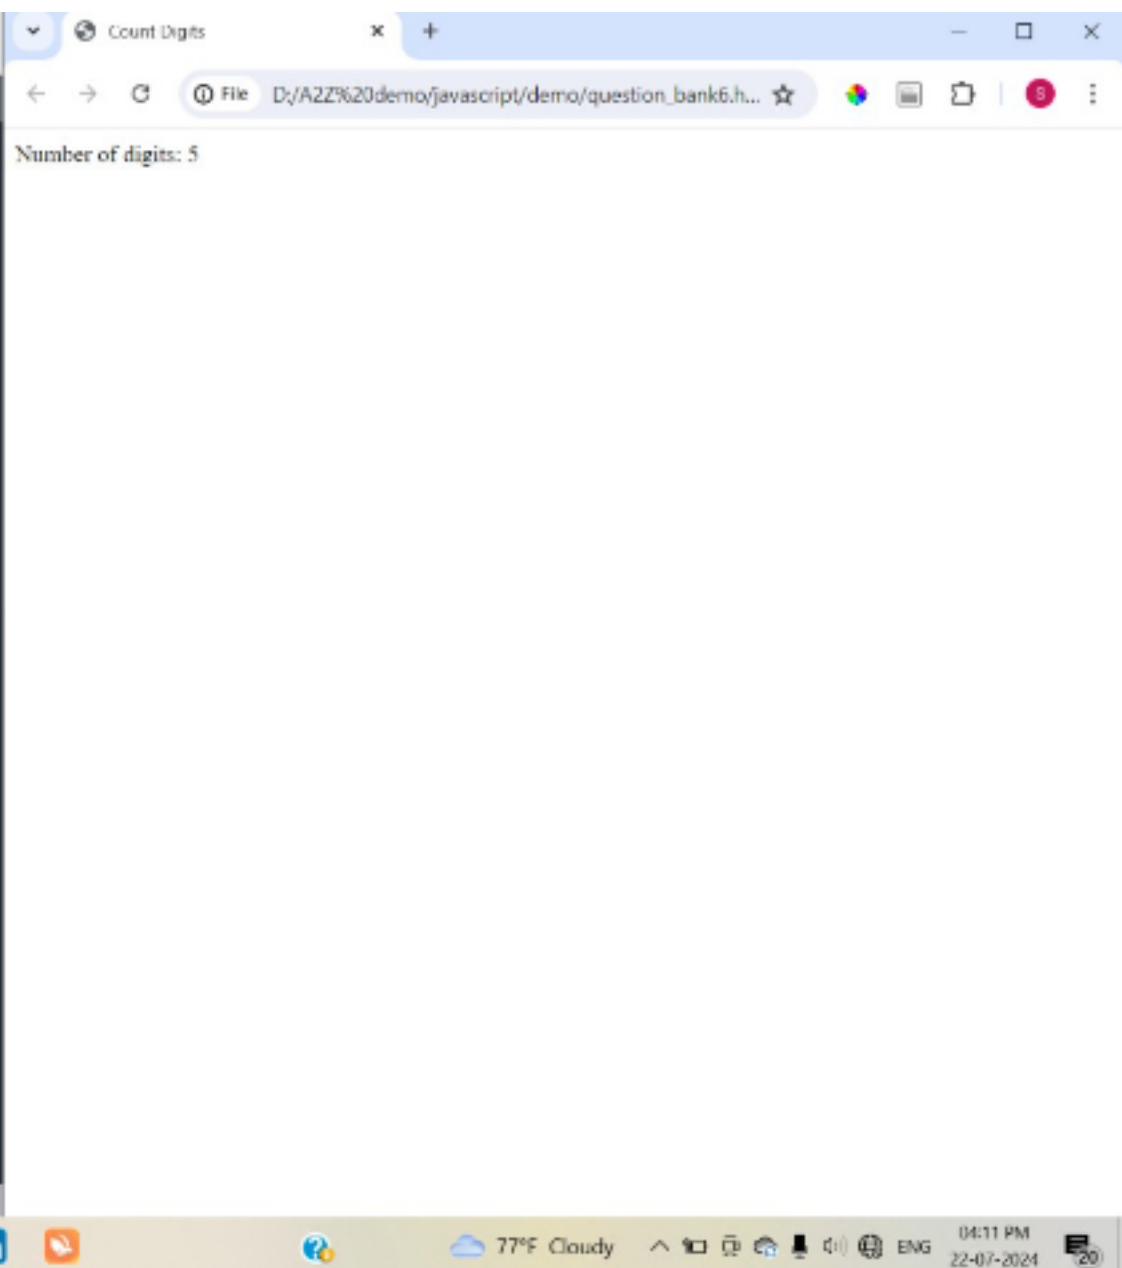 Count Digits
File D:/A2Z%20demo/javascript/demo/question_bank6.h...
S
Number of digits: 5
77°F Cloudy ENG 04:11 PM
22-07-2024
20